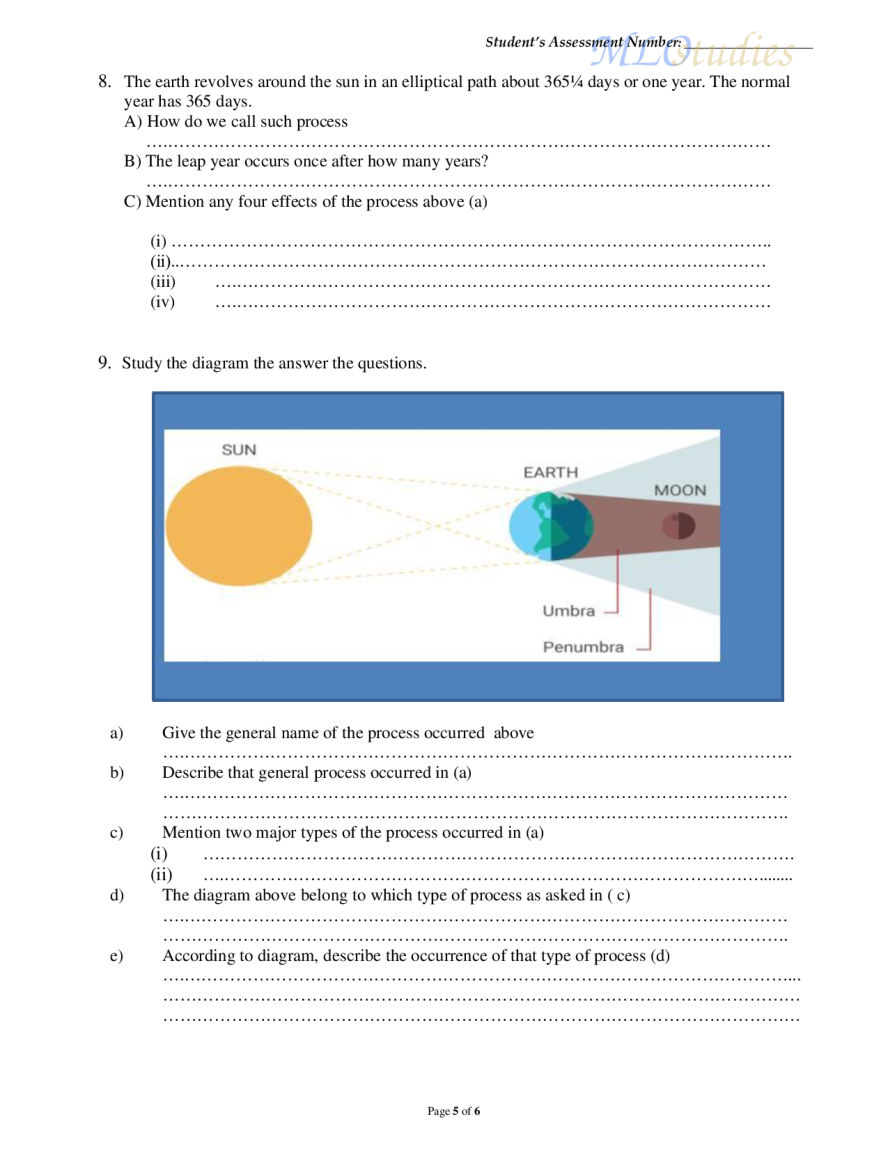 Student's Assessment Number: ____________________
MLOStudies
8. The earth revolves around the sun in an elliptical path about 365¼ days or one year. The normal
year has 365 days.
A) How do we call such process
……………………………………………………………………………………………
B) The leap year occurs once after how many years?
……………………………………………………………………………………………
C) Mention any four effects of the process above (a)
(i) …………………………………………………………………………………………..
(ii)..…………………………………………………………………………………………
(iii) ….………………………………………………………………………………
(iv) ….………………………………………………………………………………
9. Study the diagram the answer the questions.
SUN
EARTH
MOON
Umbra
Penumbra
a) Give the general name of the process occurred above
….…………………………………………………………………………………………….
b) Describe that general process occurred in (a)
….……………………………………………………………………………………………
……………………………………………………………………………………………….
c) Mention two major types of the process occurred in (a)
(i) …………………………………………………………………………………………
(ii) ….………………………………………………………………………………........
d) The diagram above belong to which type of process as asked in ( c)
….……………………………………………………………………………………………
……………………………………………………………………………………………….
e) According to diagram, describe the occurrence of that type of process (d)
….……………………………………………………………………………………………...
…………………………………………………………………………………………………
…………………………………………………………………………………………………
Page 5 of 6